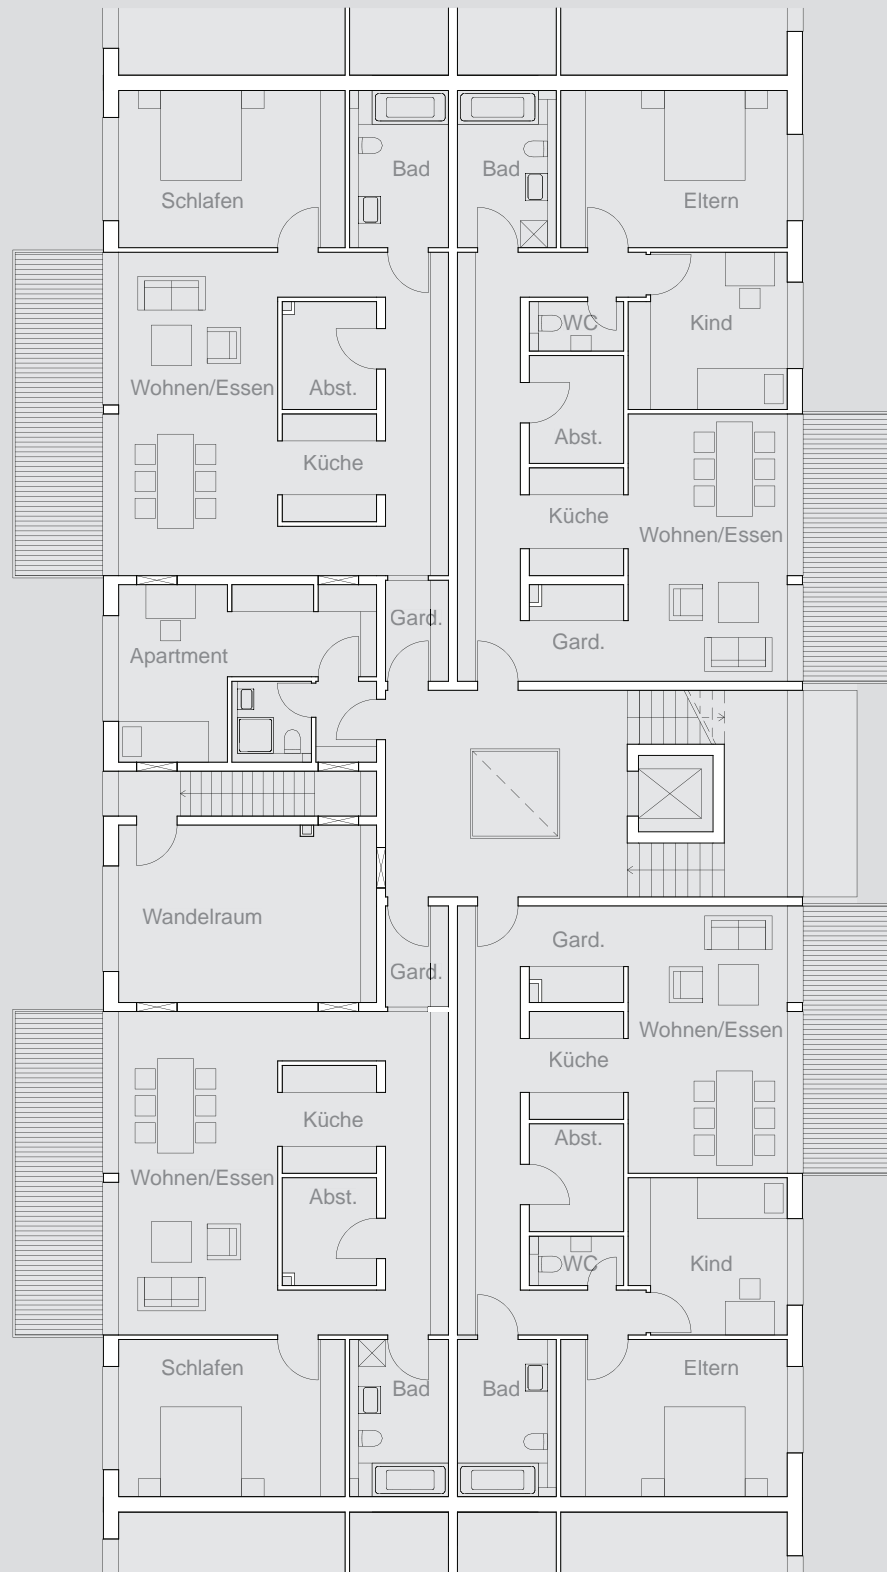 Bad Bad
Schlafen Eltern
WC Kind
Wohnen/Essen Abst.
Abst.
Küche
Küche
Wohnen/Essen
Gard.
Gard.
Apartment
Wandelraum
Gard.
Gard.
Wohnen/Essen
Küche
Küche
Abst.
Wohnen/Essen
Abst.
WC Kind
Schlafen Eltern
Bad Bad